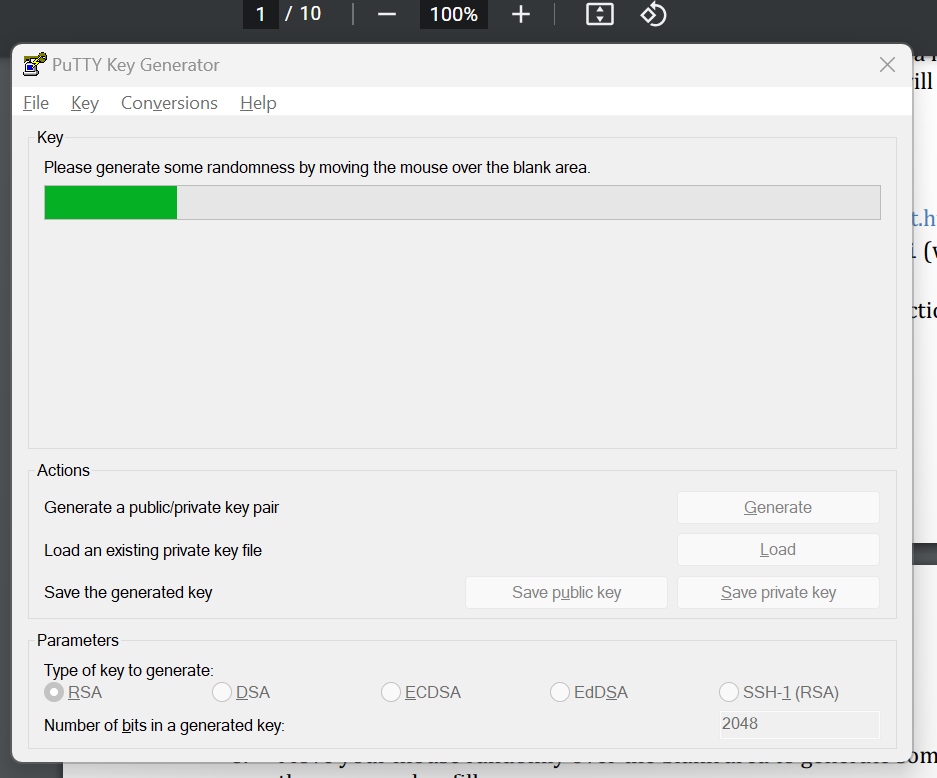 1 / 10 100%
PuTTY Key Generator
File Key Conversions Help
Key
Please generate some randomness by moving the mouse over the blank area.
Actions
Generate a public/private key pair
Generate
Load an existing private key file
Load
Save the generated key
Save public key
Save private key
Parameters
Type of key to generate:
RSA DSA ECDSA EdDSA SSH-1 (RSA)
Number of bits in a generated key:
2048